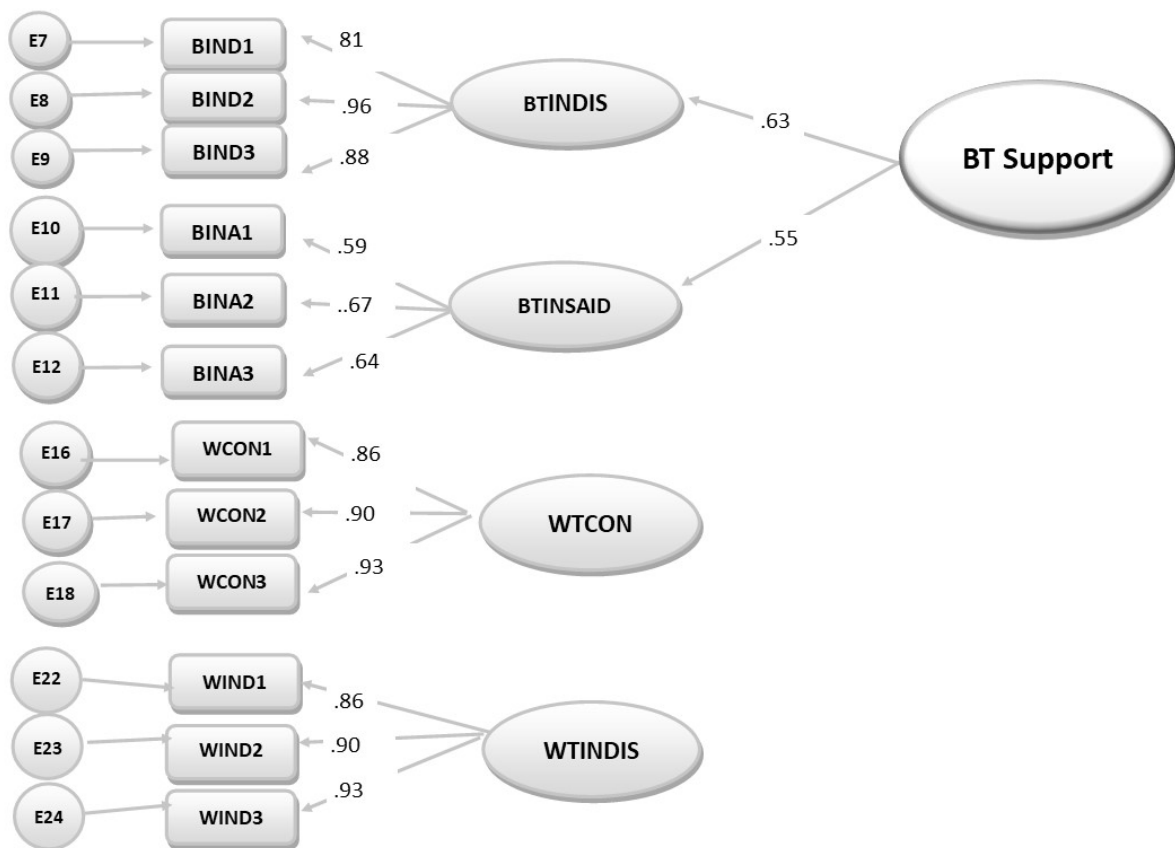 E7
BIND1
81
E8
BIND2
.96
BTINDIS
E9
BIND3
.88
.63
BT Support
E10
BINA1
.59
.55
E11
BINA2
..67
BTINSAID
E12
BINA3
.64
E16
WCON1
.86
E17
WCON2
.90
WTCON
E18
WCON3
.93
E22
WIND1
.86
E23
WIND2
.90
WTINDIS
E24
WIND3
.93